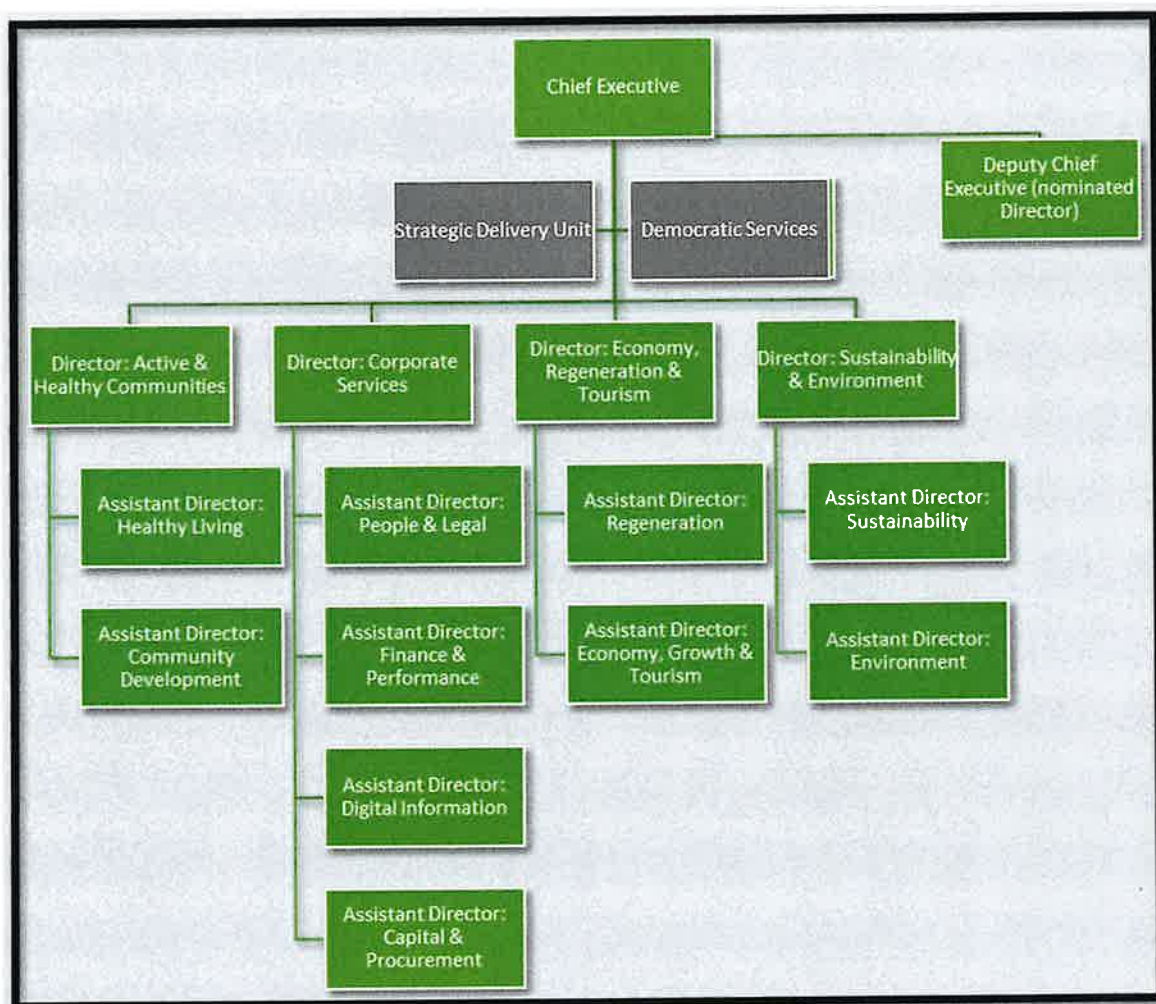 Chief Executive
Deputy Chief
Executive (nominated
Director)
Strategic Delivery Unit
Democratic Services
Director: Active &
Healthy Communities
Director: Corporate
Services
Director: Economy,
Regeneration &
Tourism
Director: Sustainability
& Environment
Assistant Director:
Healthy Living
Assistant Director:
People & Legal
Assistant Director:
Regeneration
Assistant Director:
Sustainability
Assistant Director:
Community
Development
Assistant Director:
Finance &
Performance
Assistant Director:
Economy, Growth &
Tourism
Assistant Director:
Environment
Assistant Director:
Digital Information
Assistant Director:
Capital &
Procurement